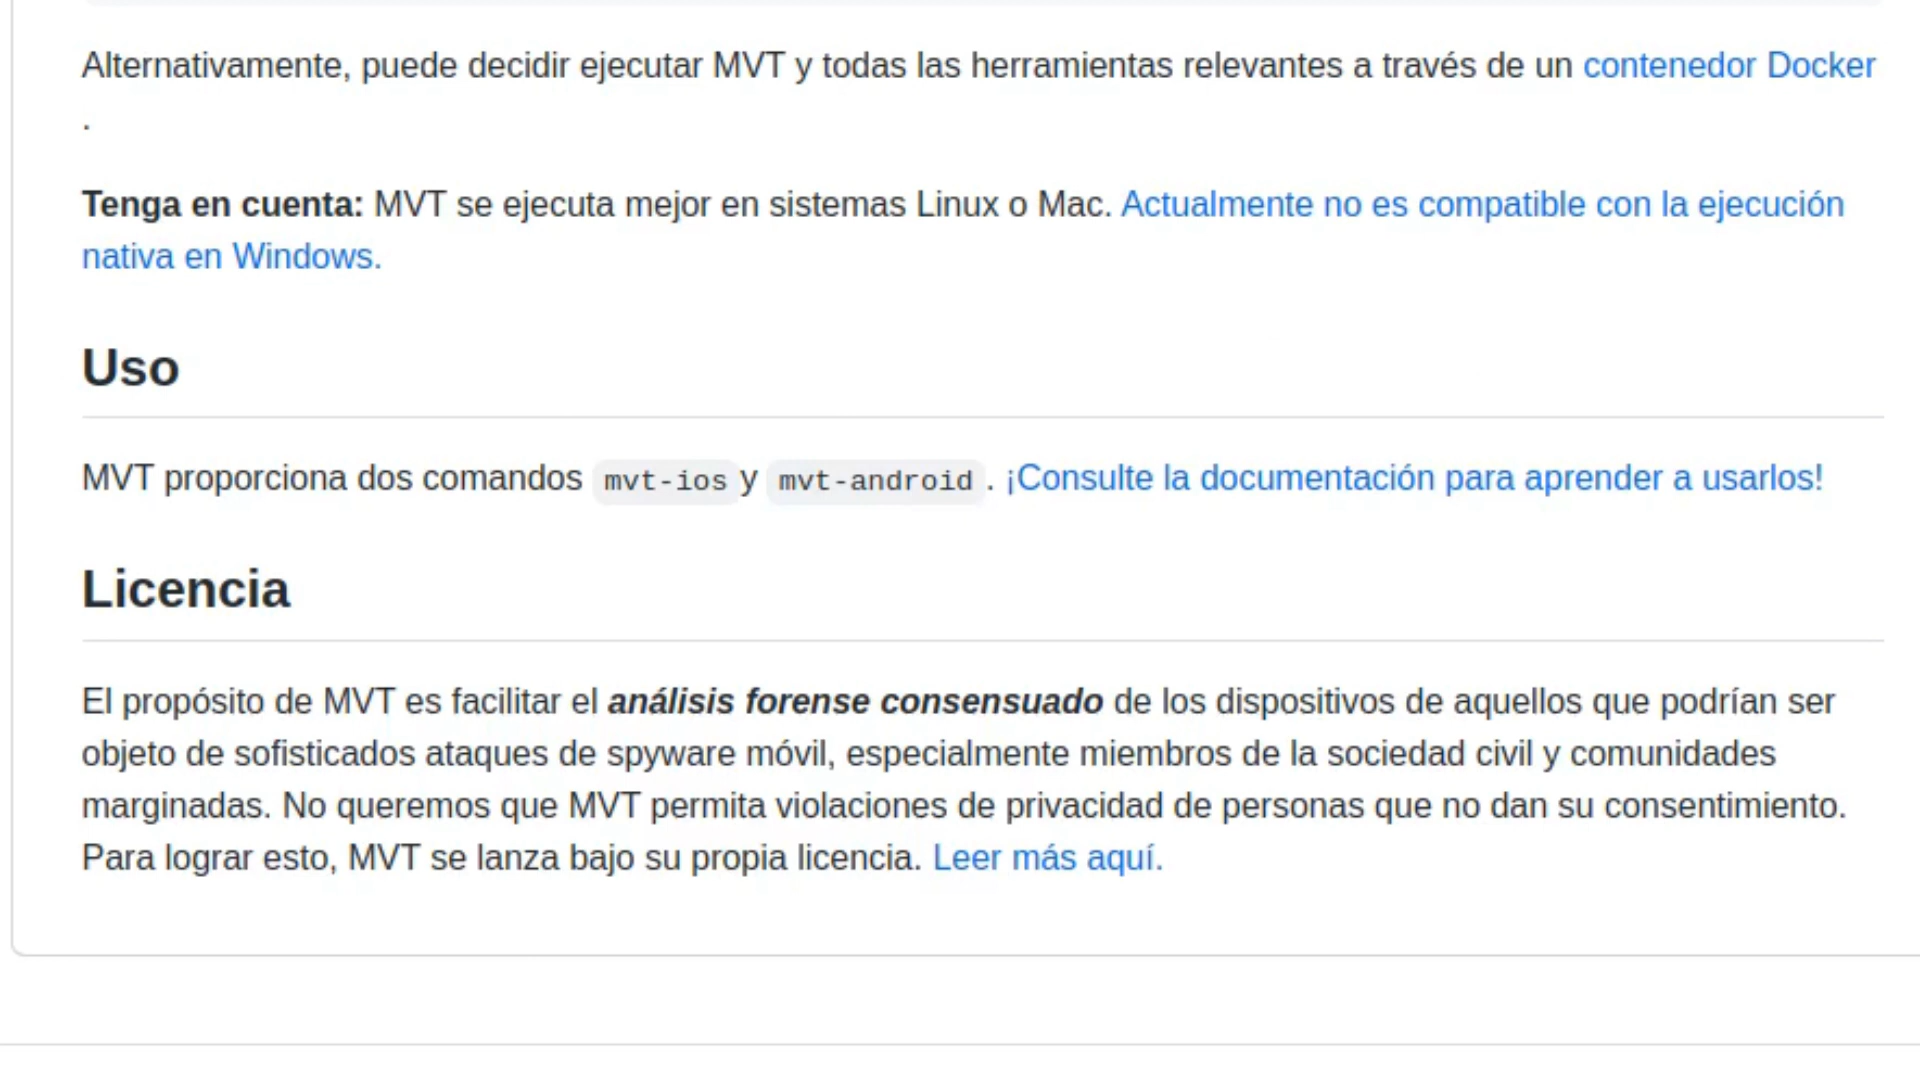 Alternativamente, puede decidir ejecutar MVT y todas las herramientas relevantes a través de un contenedor Docker
.
Tenga en cuenta: MVT se ejecuta mejor en sistemas Linux o Mac. Actualmente no es compatible con la ejecución
nativa en Windows.
Uso
MVT proporciona dos comandos mvt-ios y mvt-android . ¡Consulte la documentación para aprender a usarlos!
Licencia
El propósito de MVT es facilitar el análisis forense consensuado de los dispositivos de aquellos que podrían ser
objeto de sofisticados ataques de spyware móvil, especialmente miembros de la sociedad civil y comunidades
marginadas. No queremos que MVT permita violaciones de privacidad de personas que no dan su consentimiento.
Para lograr esto, MVT se lanza bajo su propia licencia. Leer más aquí.